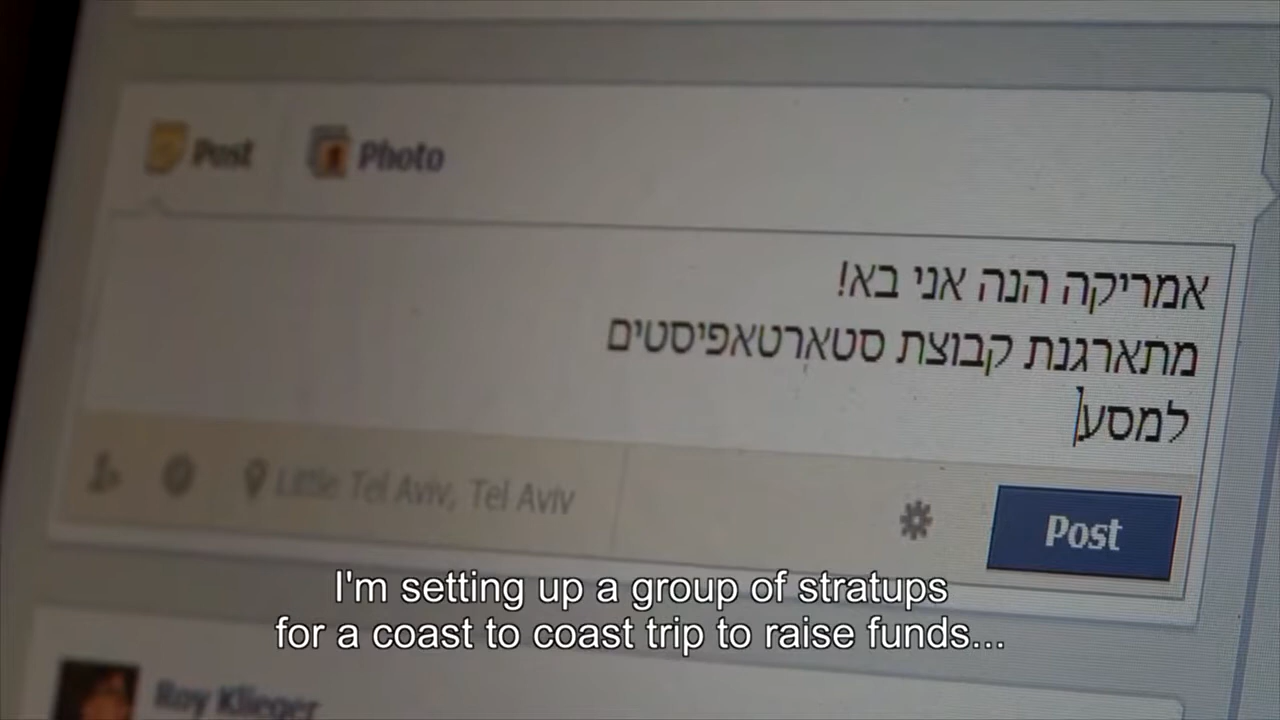 Post
Photo
אמריקה הנה אני בא!
מתארגנת קבוצת סטארטאפיסטים
למסע
Little Tel Aviv, Tel Aviv
Post
I'm setting up a group of stratups
for a coast to coast trip to raise funds...
Roy Klieger